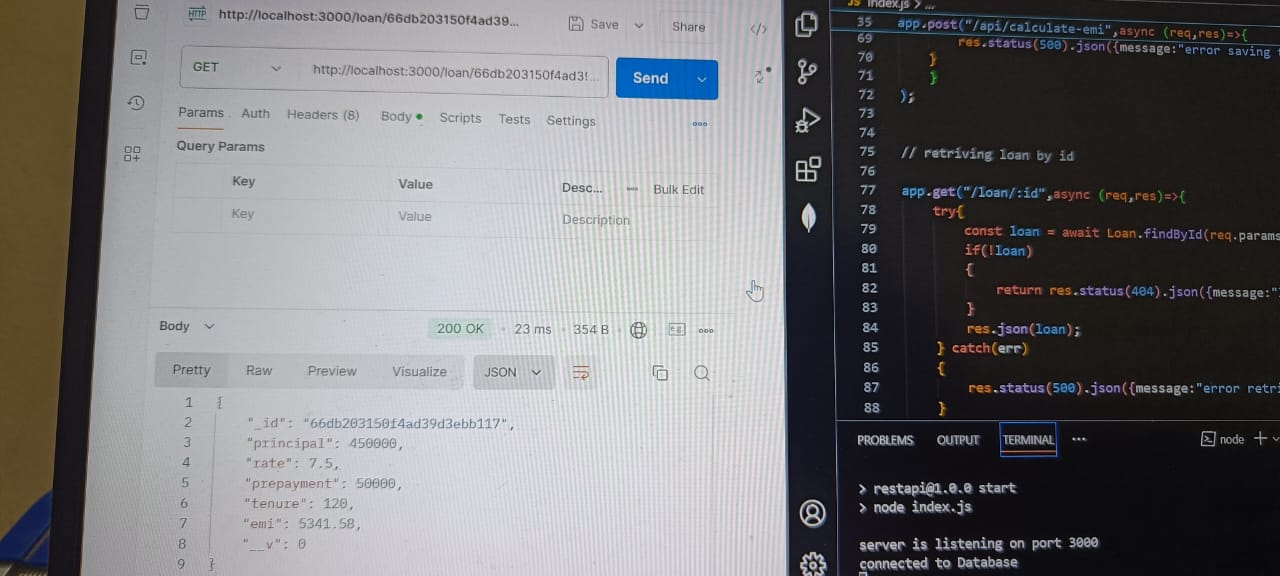 HTTP http://localhost:3000/loan/66db203150f4ad39... Save Share </>
GET http://localhost:3000/loan/66db203150f4ad3... Send
Params Auth Headers (8) Body Scripts Tests Settings
Query Params
Key Value Desc... Bulk Edit
Key Value Description
Body 200 OK 23 ms 354 B
Pretty Raw Preview Visualize JSON
1 {
2 "_id": "66db203150f4ad39d3ebb117",
3 "principal": 450000,
4 "rate": 7.5,
5 "prepayment": 50000,
6 "tenure": 120,
7 "emi": 5341.58,
8 "__v": 0
9 }
JS index.js > ...
35 app.post("/api/calculate-emi",async (req,res)=>{
69 res.status(500).json({message:"error saving
70 }
71 }
72 );
73
74
75 // retriving loan by id
76
77 app.get("/loan/:id",async (req,res)=>{
78 try{
79 const loan = await Loan.findById(req.params
80 if(!loan)
81 {
82 return res.status(404).json({message:"
83 }
84 res.json(loan);
85 } catch(err)
86 {
87 res.status(500).json({message:"error retri
88 }
PROBLEMS OUTPUT TERMINAL ... node
> restapi@1.0.0 start
> node index.js
server is listening on port 3000
connected to Database